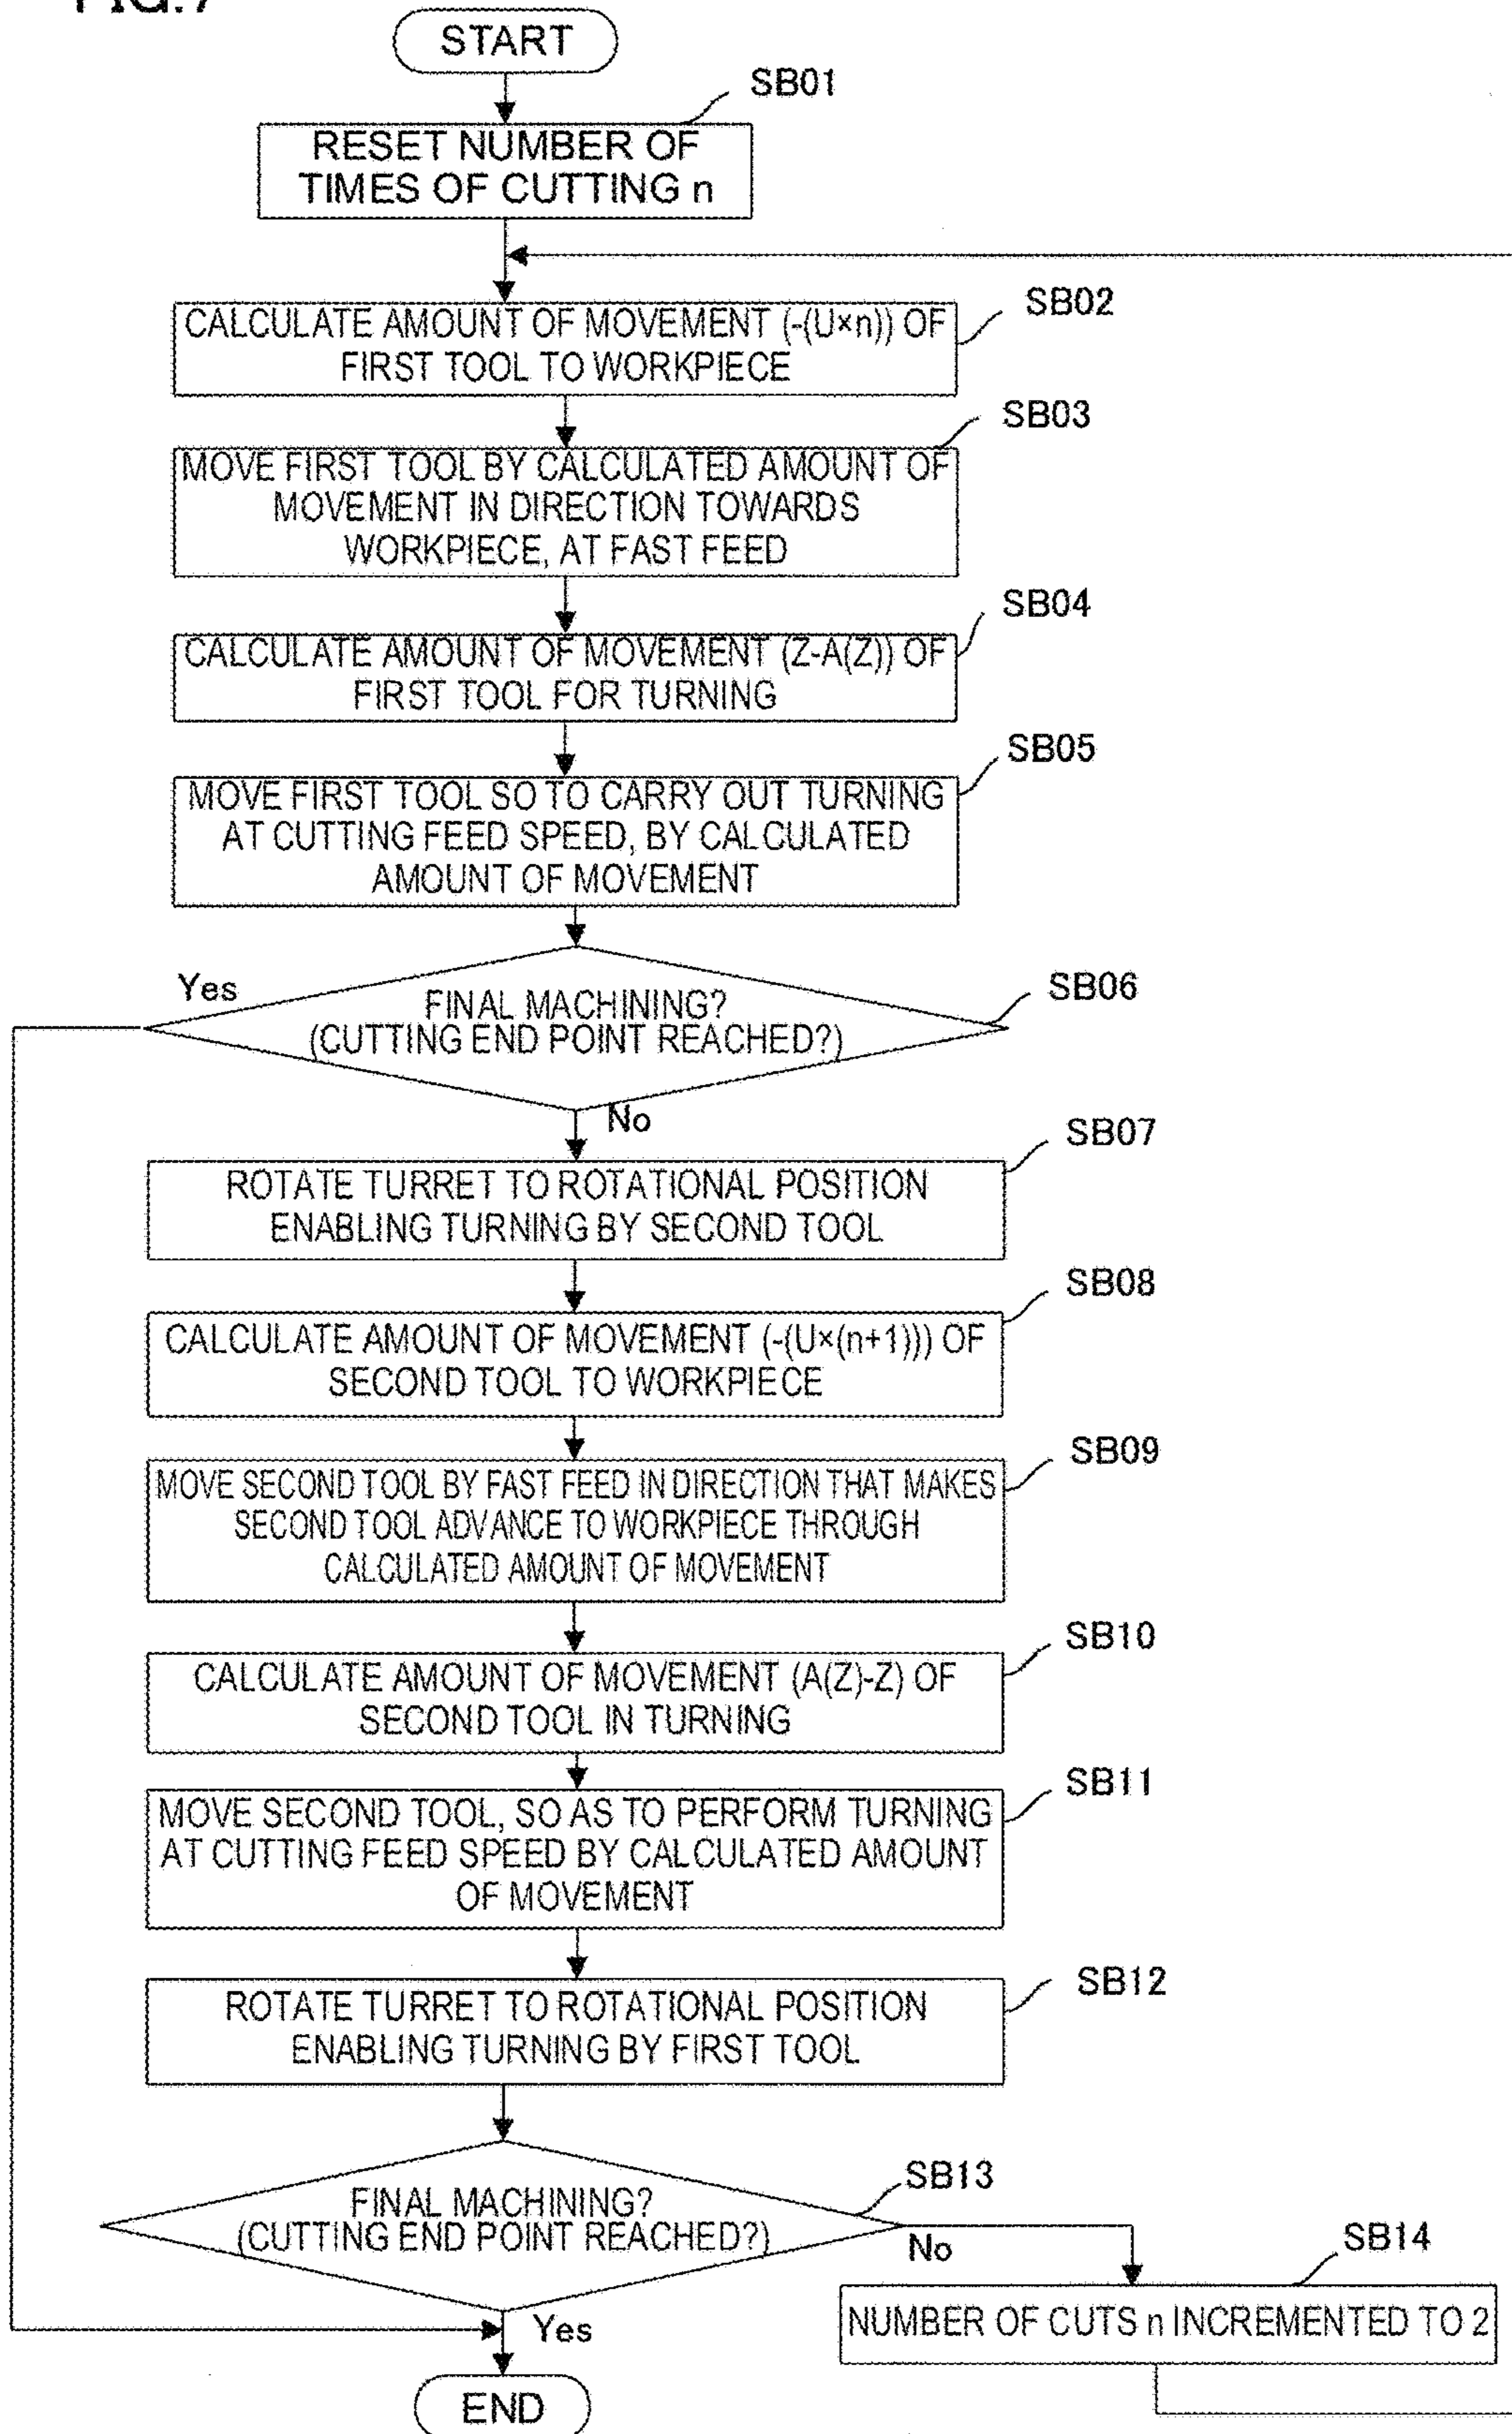 FIG.7
START
SB01
RESET NUMBER OF
TIMES OF CUTTING n
SB02
CALCULATE AMOUNT OF MOVEMENT (-(U×n)) OF
FIRST TOOL TO WORKPIECE
SB03
MOVE FIRST TOOL BY CALCULATED AMOUNT OF
MOVEMENT IN DIRECTION TOWARDS
WORKPIECE, AT FAST FEED
SB04
CALCULATE AMOUNT OF MOVEMENT (Z-A(Z)) OF
FIRST TOOL FOR TURNING
SB05
MOVE FIRST TOOL SO TO CARRY OUT TURNING
AT CUTTING FEED SPEED, BY CALCULATED
AMOUNT OF MOVEMENT
Yes
SB06
FINAL MACHINING?
(CUTTING END POINT REACHED?)
No
SB07
ROTATE TURRET TO ROTATIONAL POSITION
ENABLING TURNING BY SECOND TOOL
SB08
CALCULATE AMOUNT OF MOVEMENT (-(U×(n+1))) OF
SECOND TOOL TO WORKPIECE
SB09
MOVE SECOND TOOL BY FAST FEED IN DIRECTION THAT MAKES
SECOND TOOL ADVANCE TO WORKPIECE THROUGH
CALCULATED AMOUNT OF MOVEMENT
SB10
CALCULATE AMOUNT OF MOVEMENT (A(Z)-Z) OF
SECOND TOOL IN TURNING
SB11
MOVE SECOND TOOL, SO AS TO PERFORM TURNING
AT CUTTING FEED SPEED BY CALCULATED AMOUNT
OF MOVEMENT
SB12
ROTATE TURRET TO ROTATIONAL POSITION
ENABLING TURNING BY FIRST TOOL
SB13
FINAL MACHINING?
(CUTTING END POINT REACHED?)
No
SB14
NUMBER OF CUTS n INCREMENTED TO 2
Yes
END